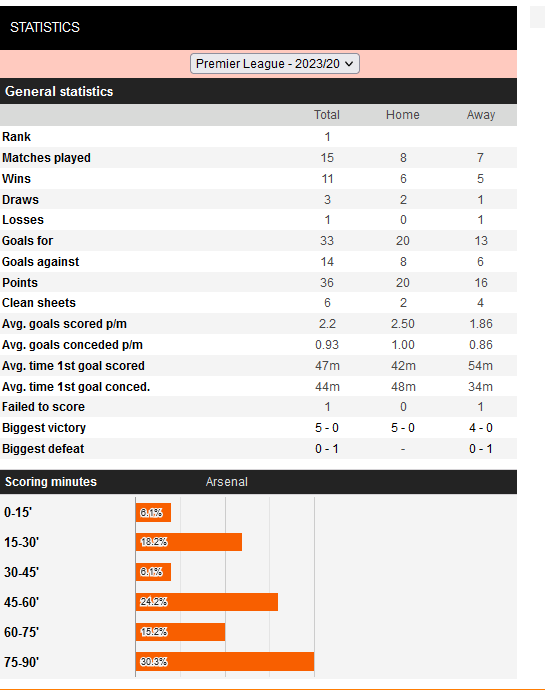 STATISTICS
Premier League - 2023/20
General statistics
Total Home Away
Rank 1
Matches played 15 8 7
Wins 11 6 5
Draws 3 2 1
Losses 1 0 1
Goals for 33 20 13
Goals against 14 8 6
Points 36 20 16
Clean sheets 6 2 4
Avg. goals scored p/m 2.2 2.50 1.86
Avg. goals conceded p/m 0.93 1.00 0.86
Avg. time 1st goal scored 47m 42m 54m
Avg. time 1st goal conced. 44m 48m 34m
Failed to score 1 0 1
Biggest victory 5 - 0 5 - 0 4 - 0
Biggest defeat 0 - 1 - 0 - 1
Scoring minutes Arsenal
0-15' 6.1%
15-30' 18.2%
30-45' 6.1%
45-60' 24.2%
60-75' 15.2%
75-90' 30.3%